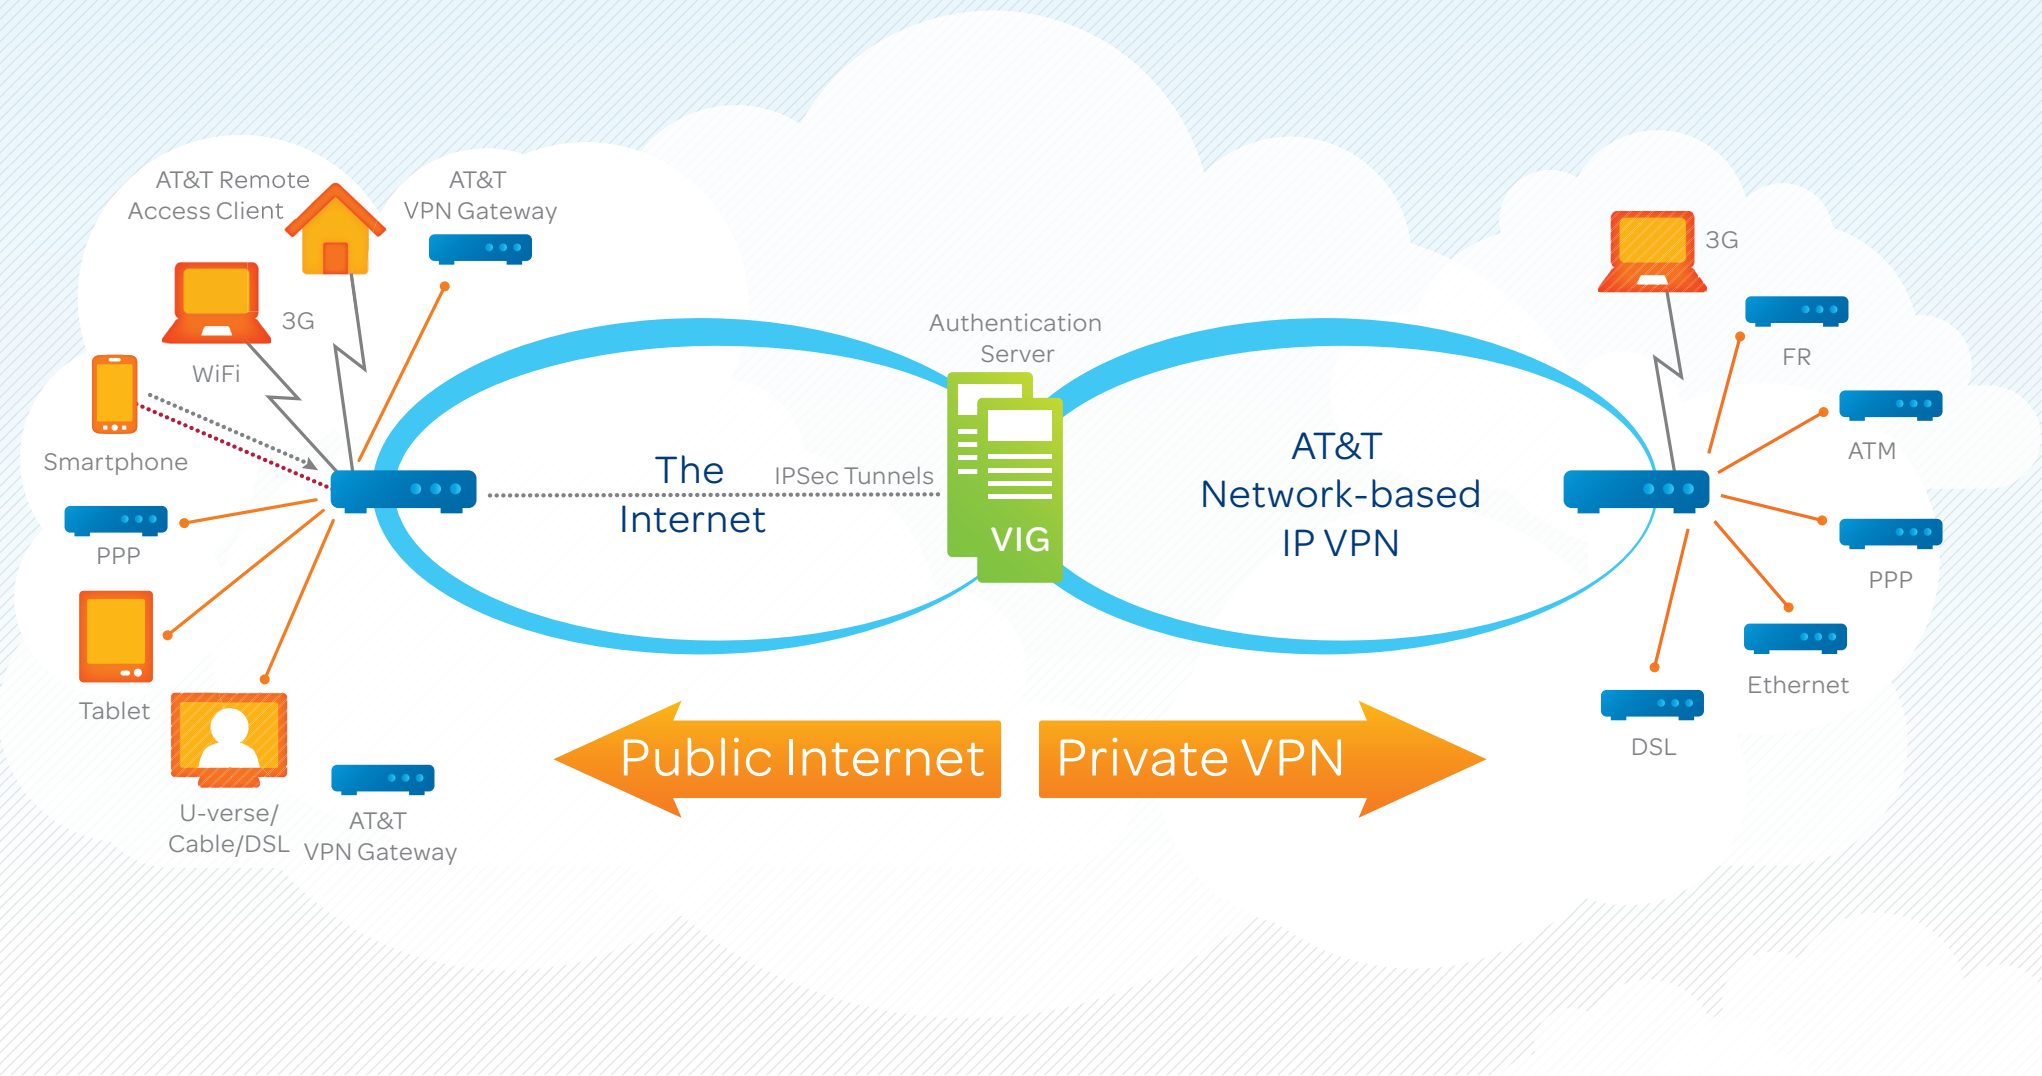 AT&T Remote
Access Client
AT&T
VPN Gateway
3G
WiFi
Smartphone
PPP
Tablet
U-verse/
Cable/DSL
AT&T
VPN Gateway
The
Internet
IPSec Tunnels
Authentication
Server
VIG
AT&T
Network-based
IP VPN
Public Internet
Private VPN
3G
FR
ATM
PPP
Ethernet
DSL